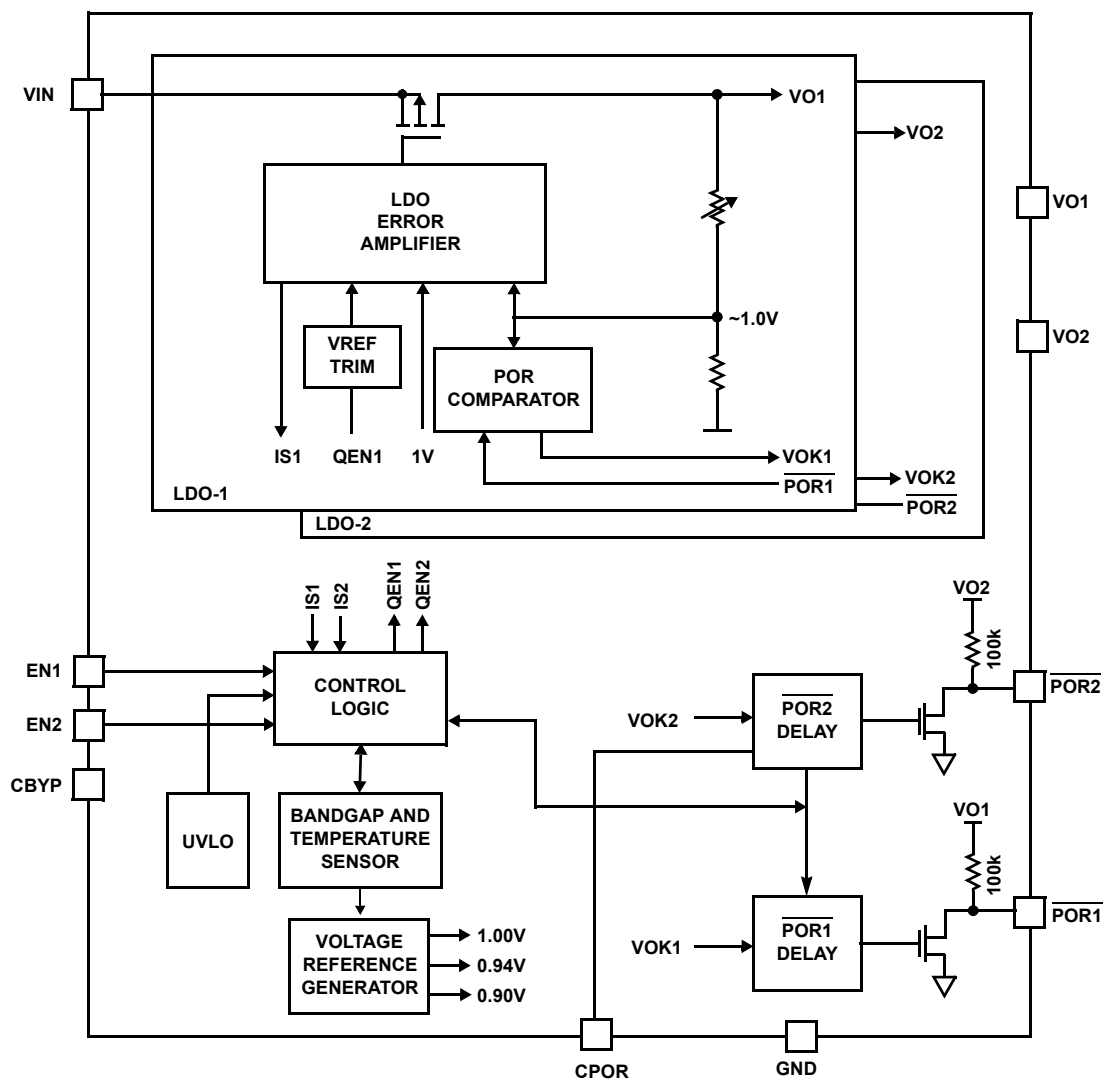 VIN
VO1
VO2
VO1
VO2
LDO
ERROR
AMPLIFIER
~1.0V
VREF
TRIM
POR
COMPARATOR
IS1
QEN1
1V
VOK1
POR1
VOK2
POR2
LDO-1
LDO-2
IS1
IS2
QEN1
QEN2
EN1
EN2
CBYP
CONTROL
LOGIC
UVLO
BANDGAP AND
TEMPERATURE
SENSOR
VOLTAGE
REFERENCE
GENERATOR
1.00V
0.94V
0.90V
VO2
100k
POR2
VOK2
POR2
DELAY
VO1
100k
POR1
VOK1
POR1
DELAY
CPOR
GND